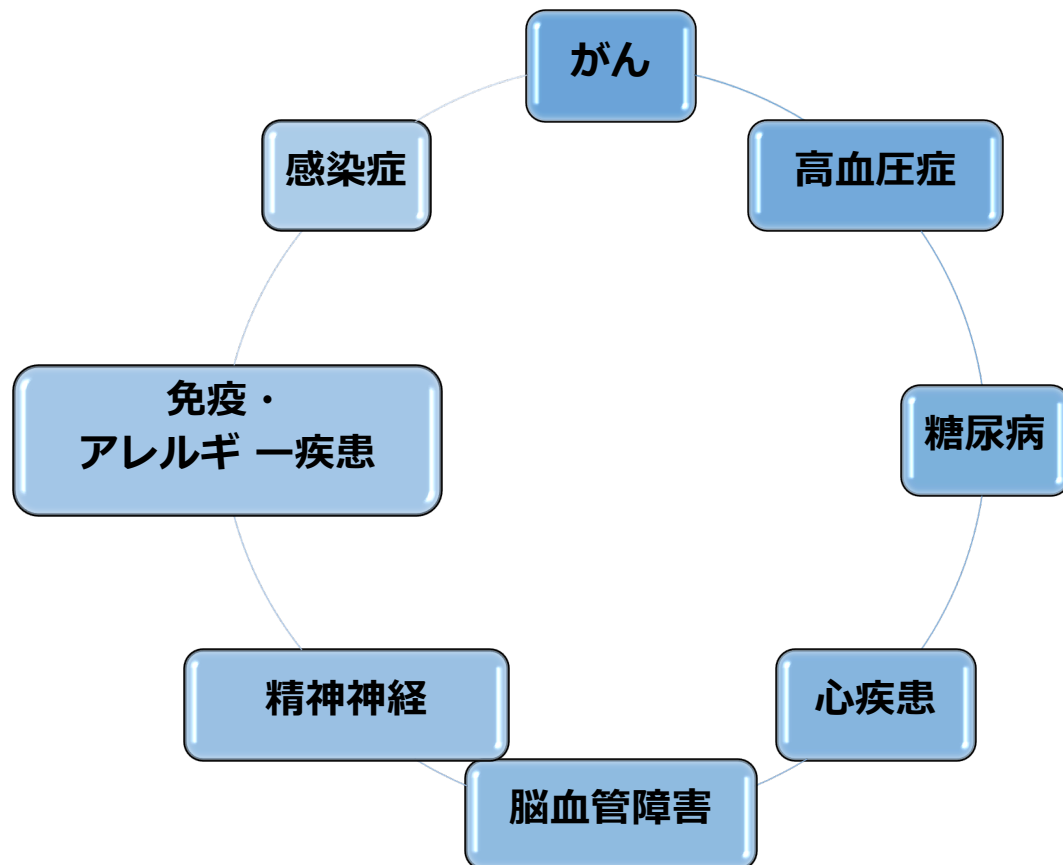 がん
高血圧症
糖尿病
心疾患
脳血管障害
精神神経
免疫・
アレルギ ー疾患
感染症